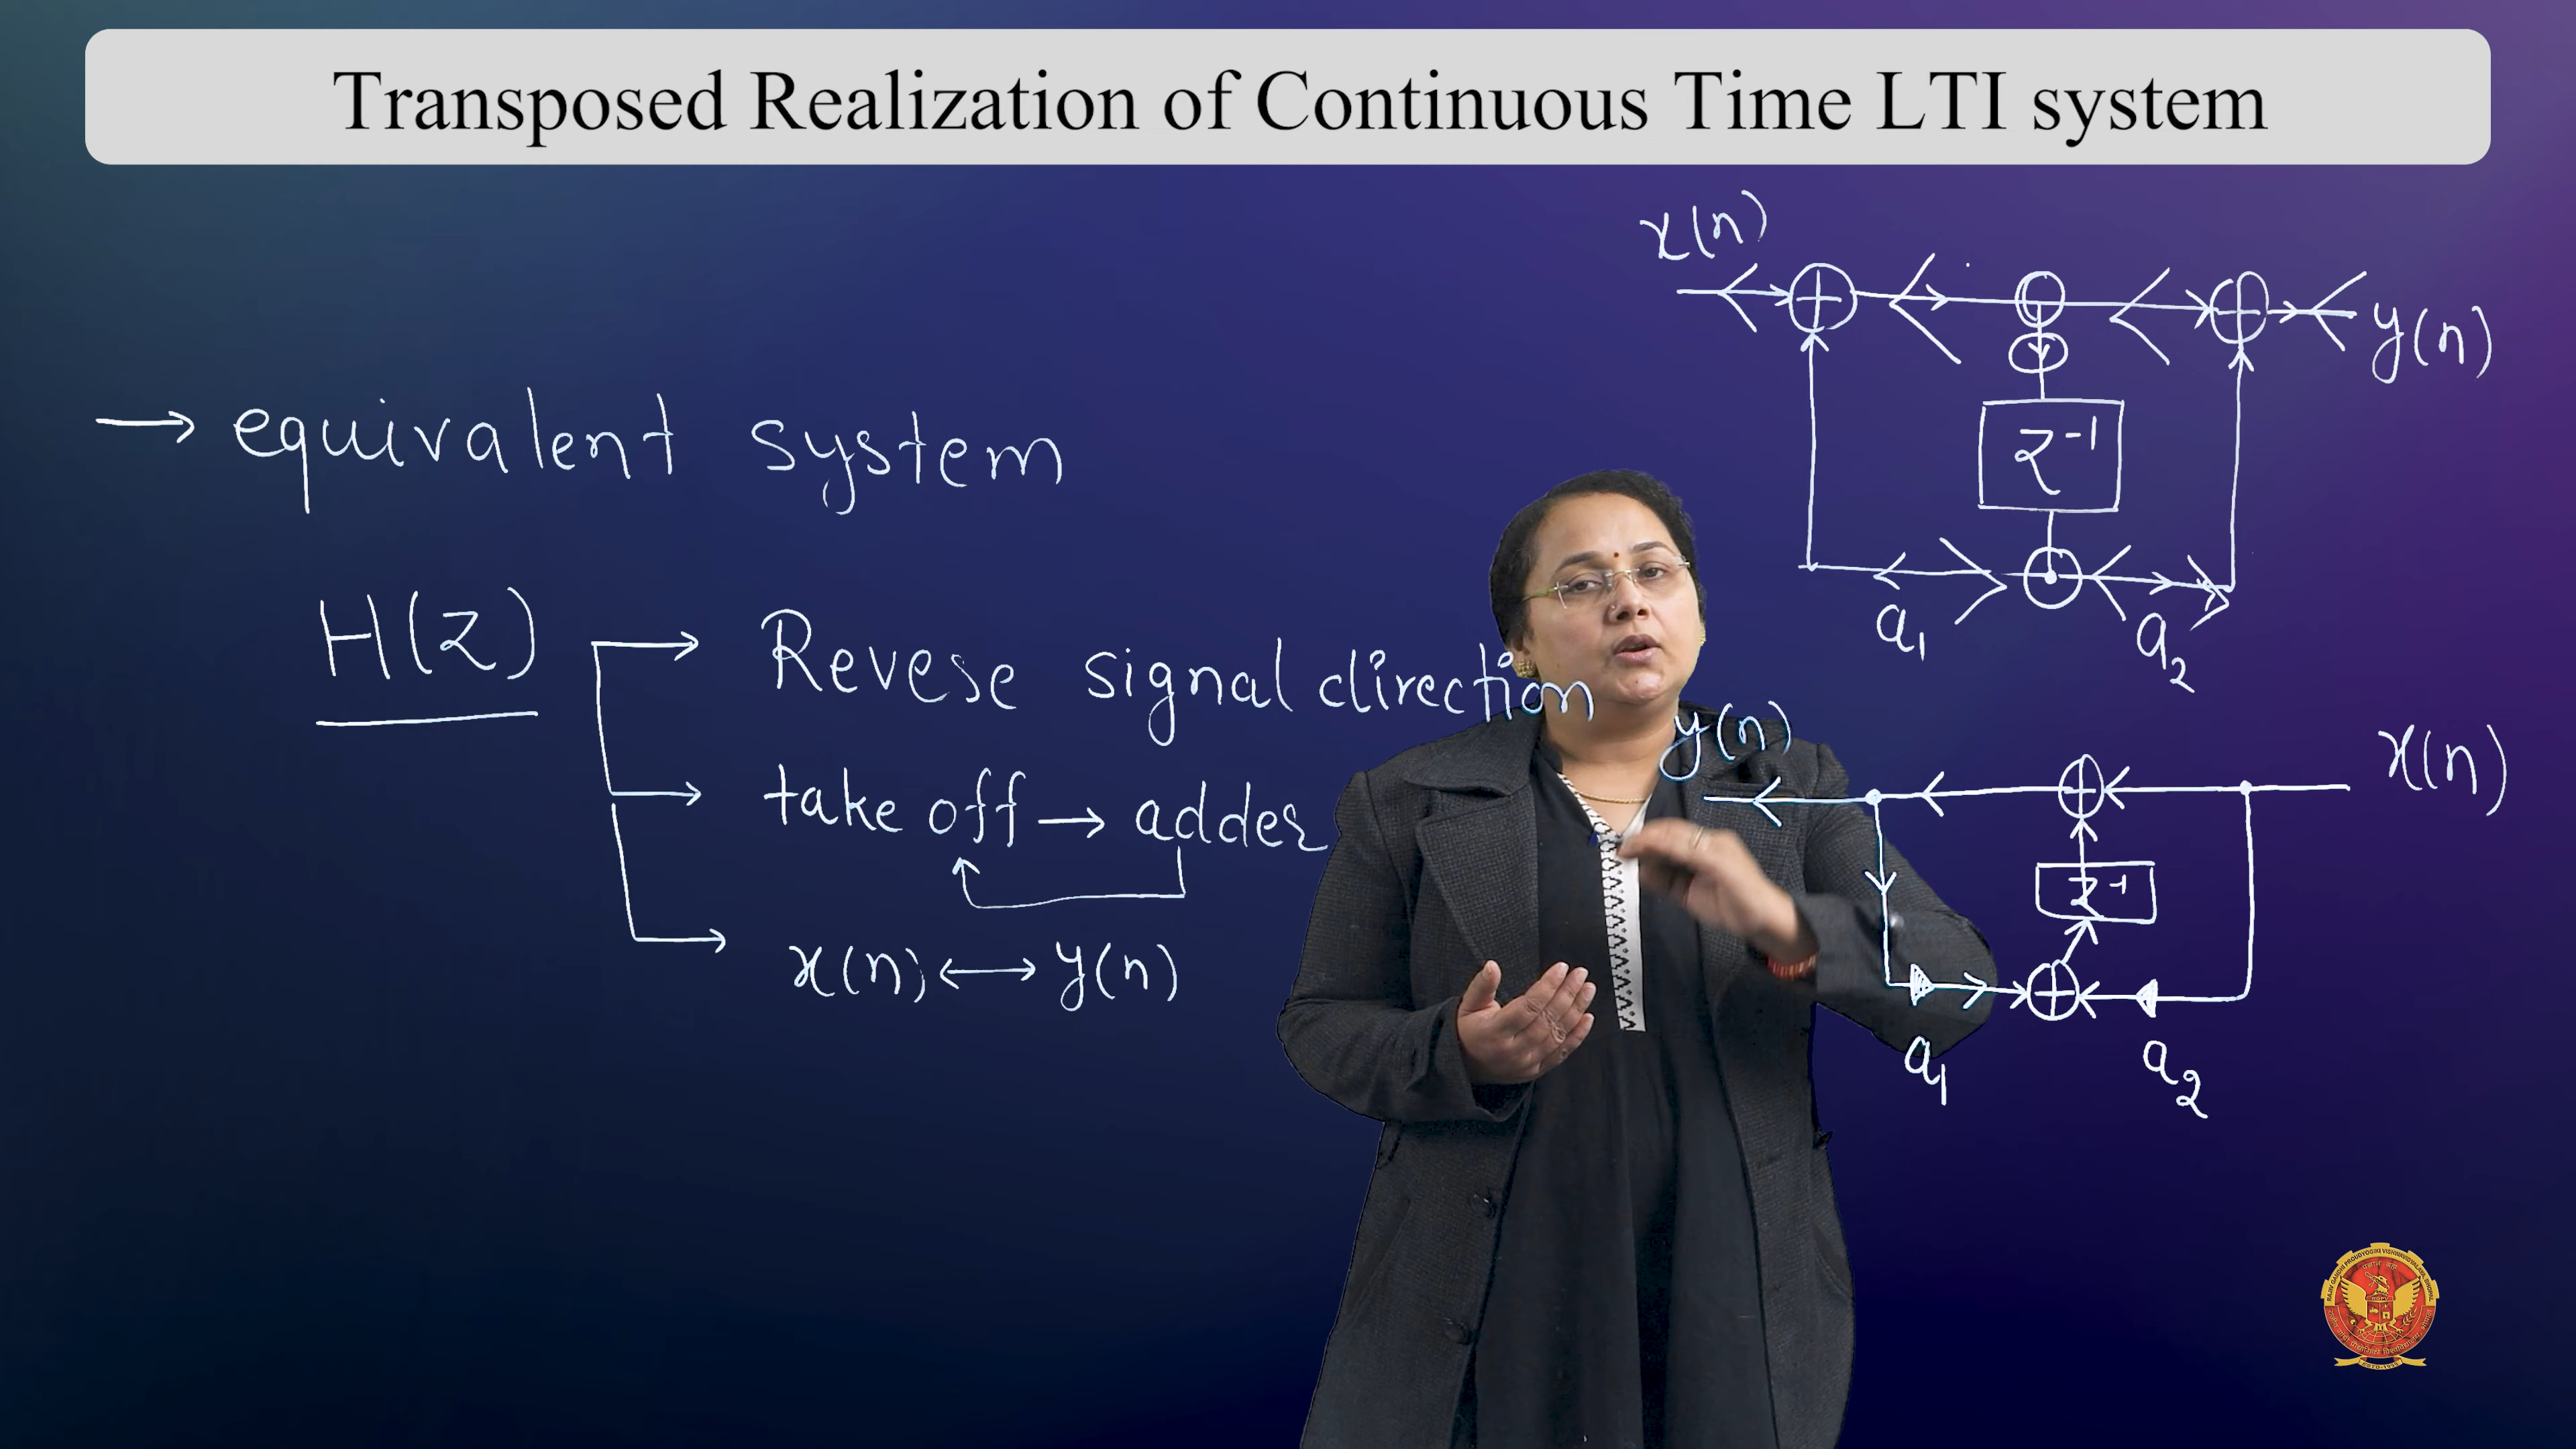 Transposed Realization of Continuous Time LTI system
x(n)
y(n)
z⁻¹
a₁
a₂
→ equivalent system
H(z)
→ Revese signal direction
→ take off → adder
→ x(n) ↔ y(n)
y(n)
x(n)
z⁻¹
a₁
a₂